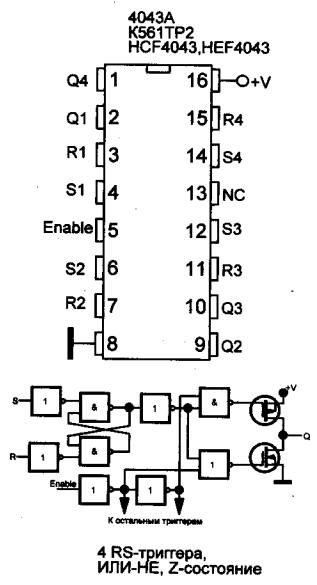 4043A
К561ТР2
HCF4043,HEF4043
Q4 1 16 +V
Q1 2 15 R4
R1 3 14 S4
S1 4 13 NC
Enable 5 12 S3
S2 6 11 R3
R2 7 10 Q3
8 9 Q2
S 1 & 1 & +V
Q
R 1 & 1
Enable 1 1
К остальным триггерам
4 RS-триггера,
ИЛИ-НЕ, Z-состояние